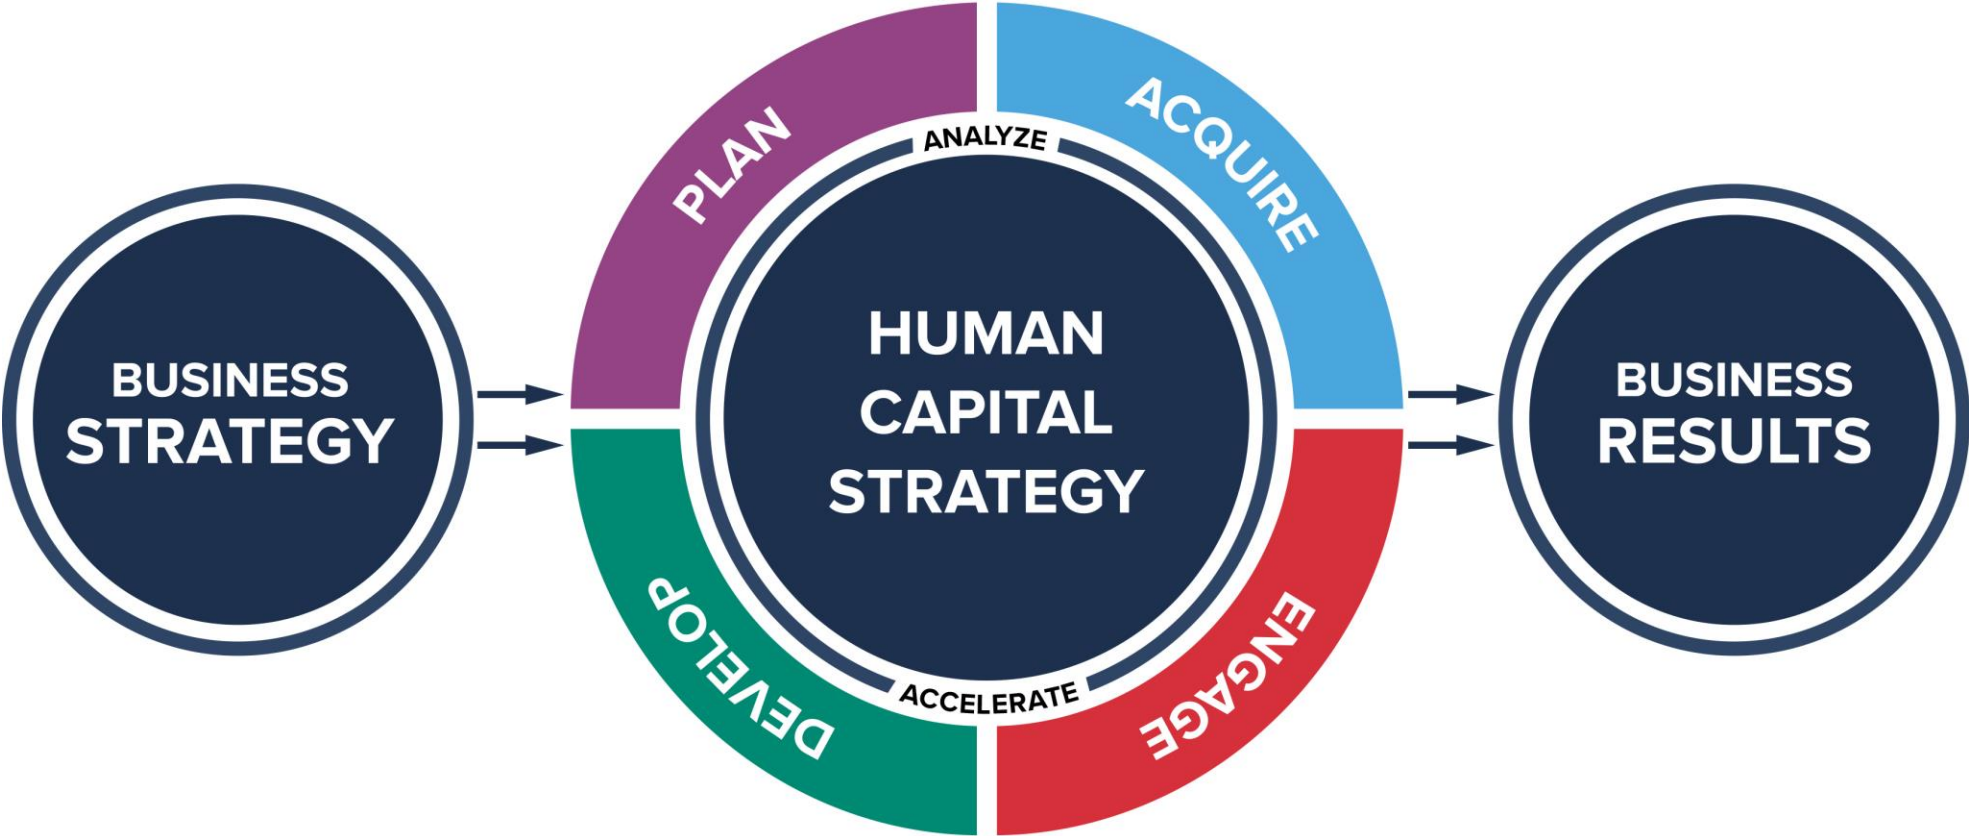 BUSINESS
STRATEGY
PLAN
ACQUIRE
ENGAGE
DEVELOP
ANALYZE
HUMAN
CAPITAL
STRATEGY
ACCELERATE
BUSINESS
RESULTS